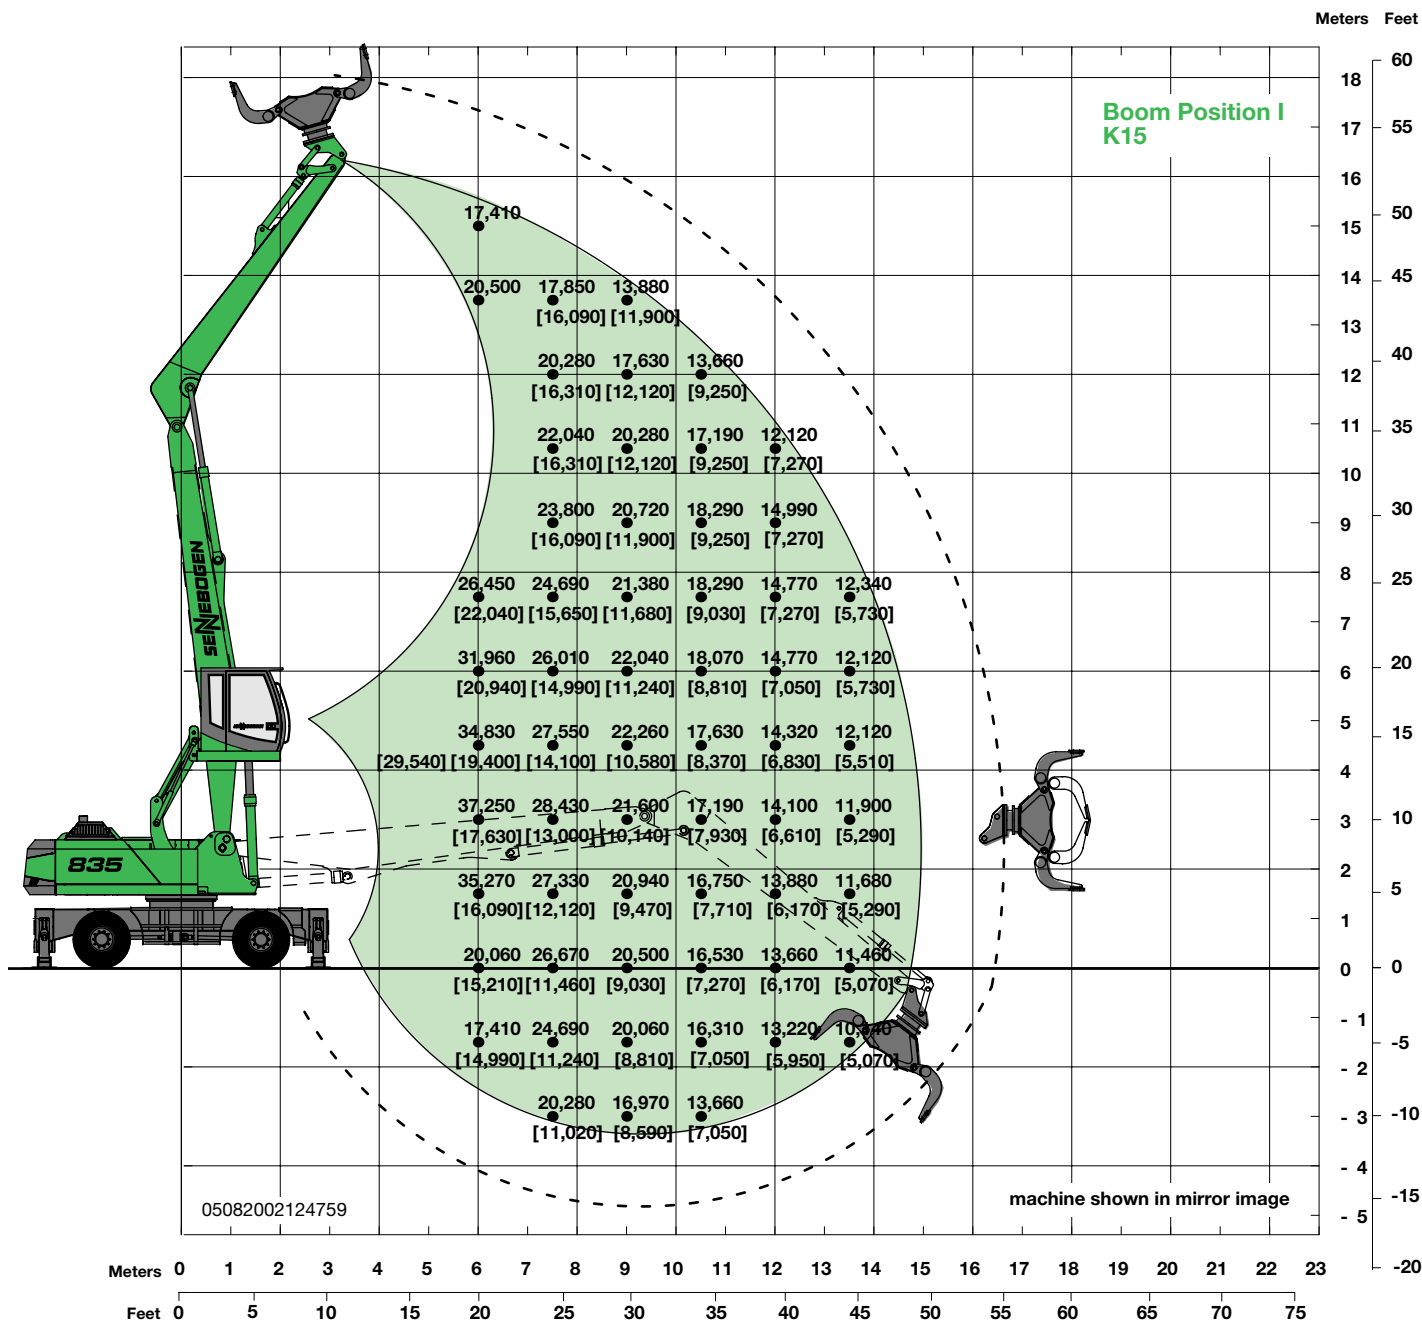 Meters Feet
60
18
Boom Position I
K15
17
55
16
17,410
50
15
20,500 17,850 13,880
14
45
[16,090] [11,900]
13
20,280 17,630 13,660
40
12
[16,310] [12,120] [9,250]
22,040 20,280 17,190 12,120
11
35
[16,310] [12,120] [9,250] [7,270]
10
23,800 20,720 18,290 14,990
9
30
[16,090] [11,900] [9,250] [7,270]
SENNEBOGEN
26,450 24,690 21,380 18,290 14,770 12,340
8
25
[22,040] [15,650] [11,680] [9,030] [7,270] [5,730]
7
31,960 26,010 22,040 18,070 14,770 12,120
6
20
[20,940] [14,990] [11,240] [8,810] [7,050] [5,730]
5
34,830 27,550 22,260 17,630 14,320 12,120
15
[29,540] [19,400] [14,100] [10,580] [8,370] [6,830] [5,510]
4
37,250 28,430 21,600 17,190 14,100 11,900
3
10
[17,630] [13,000] [10,140] [7,930] [6,610] [5,290]
835
2
35,270 27,330 20,940 16,750 13,880 11,680
5
[16,090] [12,120] [9,470] [7,710] [6,170] [5,290]
1
20,060 26,670 20,500 16,530 13,660 11,460
0
0
[15,210] [11,460] [9,030] [7,270] [6,170] [5,070]
- 1
17,410 24,690 20,060 16,310 13,220
-5
[14,990] [11,240] [8,810] [7,050] [5,950] [5,070]
- 2
20,280 16,970 13,660
- 3
-10
[11,020] [8,590] [7,050]
- 4
05082002124759
machine shown in mirror image
-15
- 5
-20
Meters 0 1 2 3 4 5 6 7 8 9 10 11 12 13 14 15 16 17 18 19 20 21 22 23
Feet 0 5 10 15 20 25 30 35 40 45 50 55 60 65 70 75